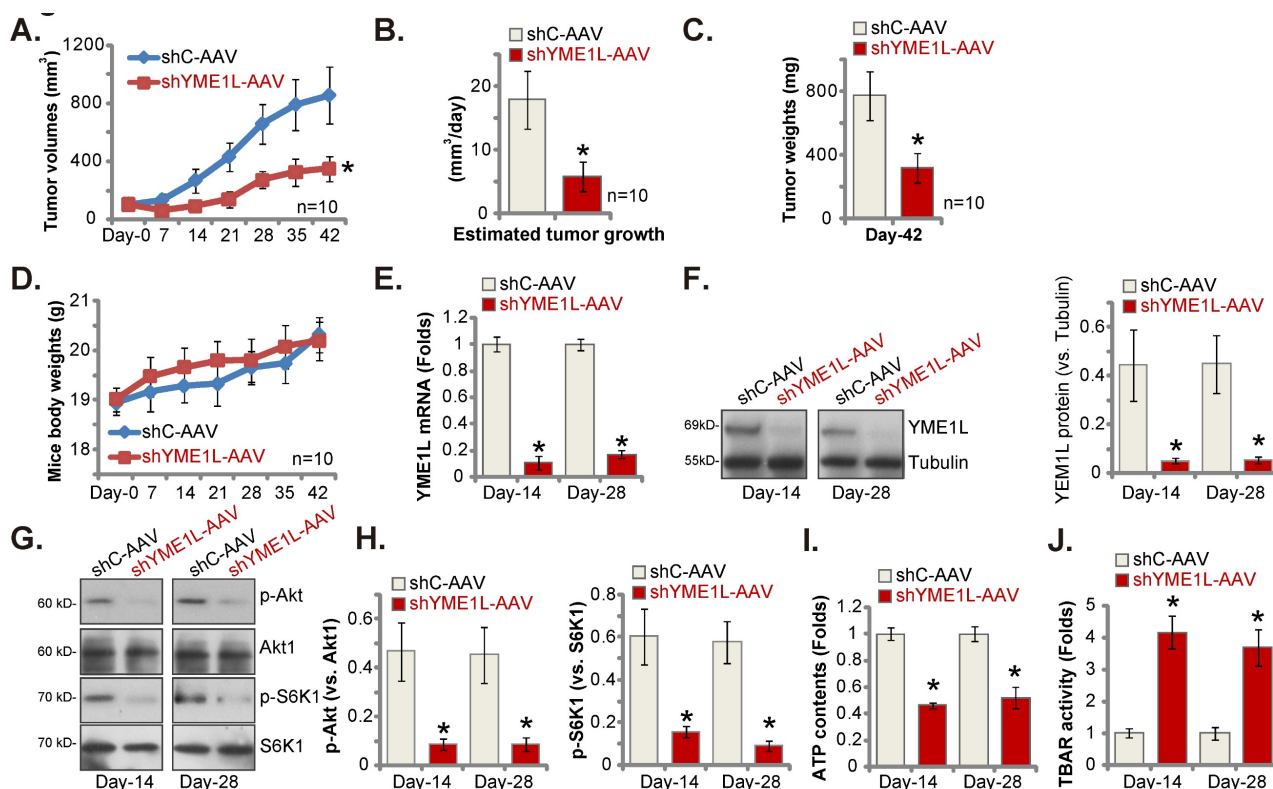 A.
1200
800
400
0
Tumor volumes (mm³)
shC-AAV
shYME1L-AAV
*
n=10
Day-0 7 14 21 28 35 42
B.
shC-AAV
shYME1L-AAV
20
10
0
(mm³/day)
*
n=10
Estimated tumor growth
C.
shC-AAV
shYME1L-AAV
800
400
0
Tumor weights (mg)
*
n=10
Day-42
D.
21
20
19
18
Mice body weights (g)
shC-AAV
shYME1L-AAV
n=10
Day-0 7 14 21 28 35 42
E.
shC-AAV
shYME1L-AAV
1.2
1
0.8
0.6
0.4
0.2
0
YME1L mRNA (Folds)
* *
Day-14 Day-28
F.
shC-AAV shYME1L-AAV shC-AAV shYME1L-AAV
69kD- YME1L
55kD- Tubulin
Day-14 Day-28
shC-AAV
shYME1L-AAV
0.6
0.4
0.2
0
YEM1L protein (vs. Tubulin)
* *
Day-14 Day-28
G.
shC-AAV shYME1L-AAV shC-AAV shYME1L-AAV
60 kD- p-Akt
60 kD- Akt1
70 kD- p-S6K1
70 kD- S6K1
Day-14 Day-28
H.
shC-AAV
shYME1L-AAV
0.6
0.4
0.2
0
p-Akt (vs. Akt1)
* *
Day-14 Day-28
shC-AAV
shYME1L-AAV
0.8
0.6
0.4
0.2
0
p-S6K1 (vs. S6K1)
* *
Day-14 Day-28
I.
shC-AAV
shYME1L-AAV
1.2
1
0.8
0.6
0.4
0.2
0
ATP contents (Folds)
* *
Day-14 Day-28
J.
shC-AAV
shYME1L-AAV
5
4
3
2
1
0
TBAR activity (Folds)
* *
Day-14 Day-28